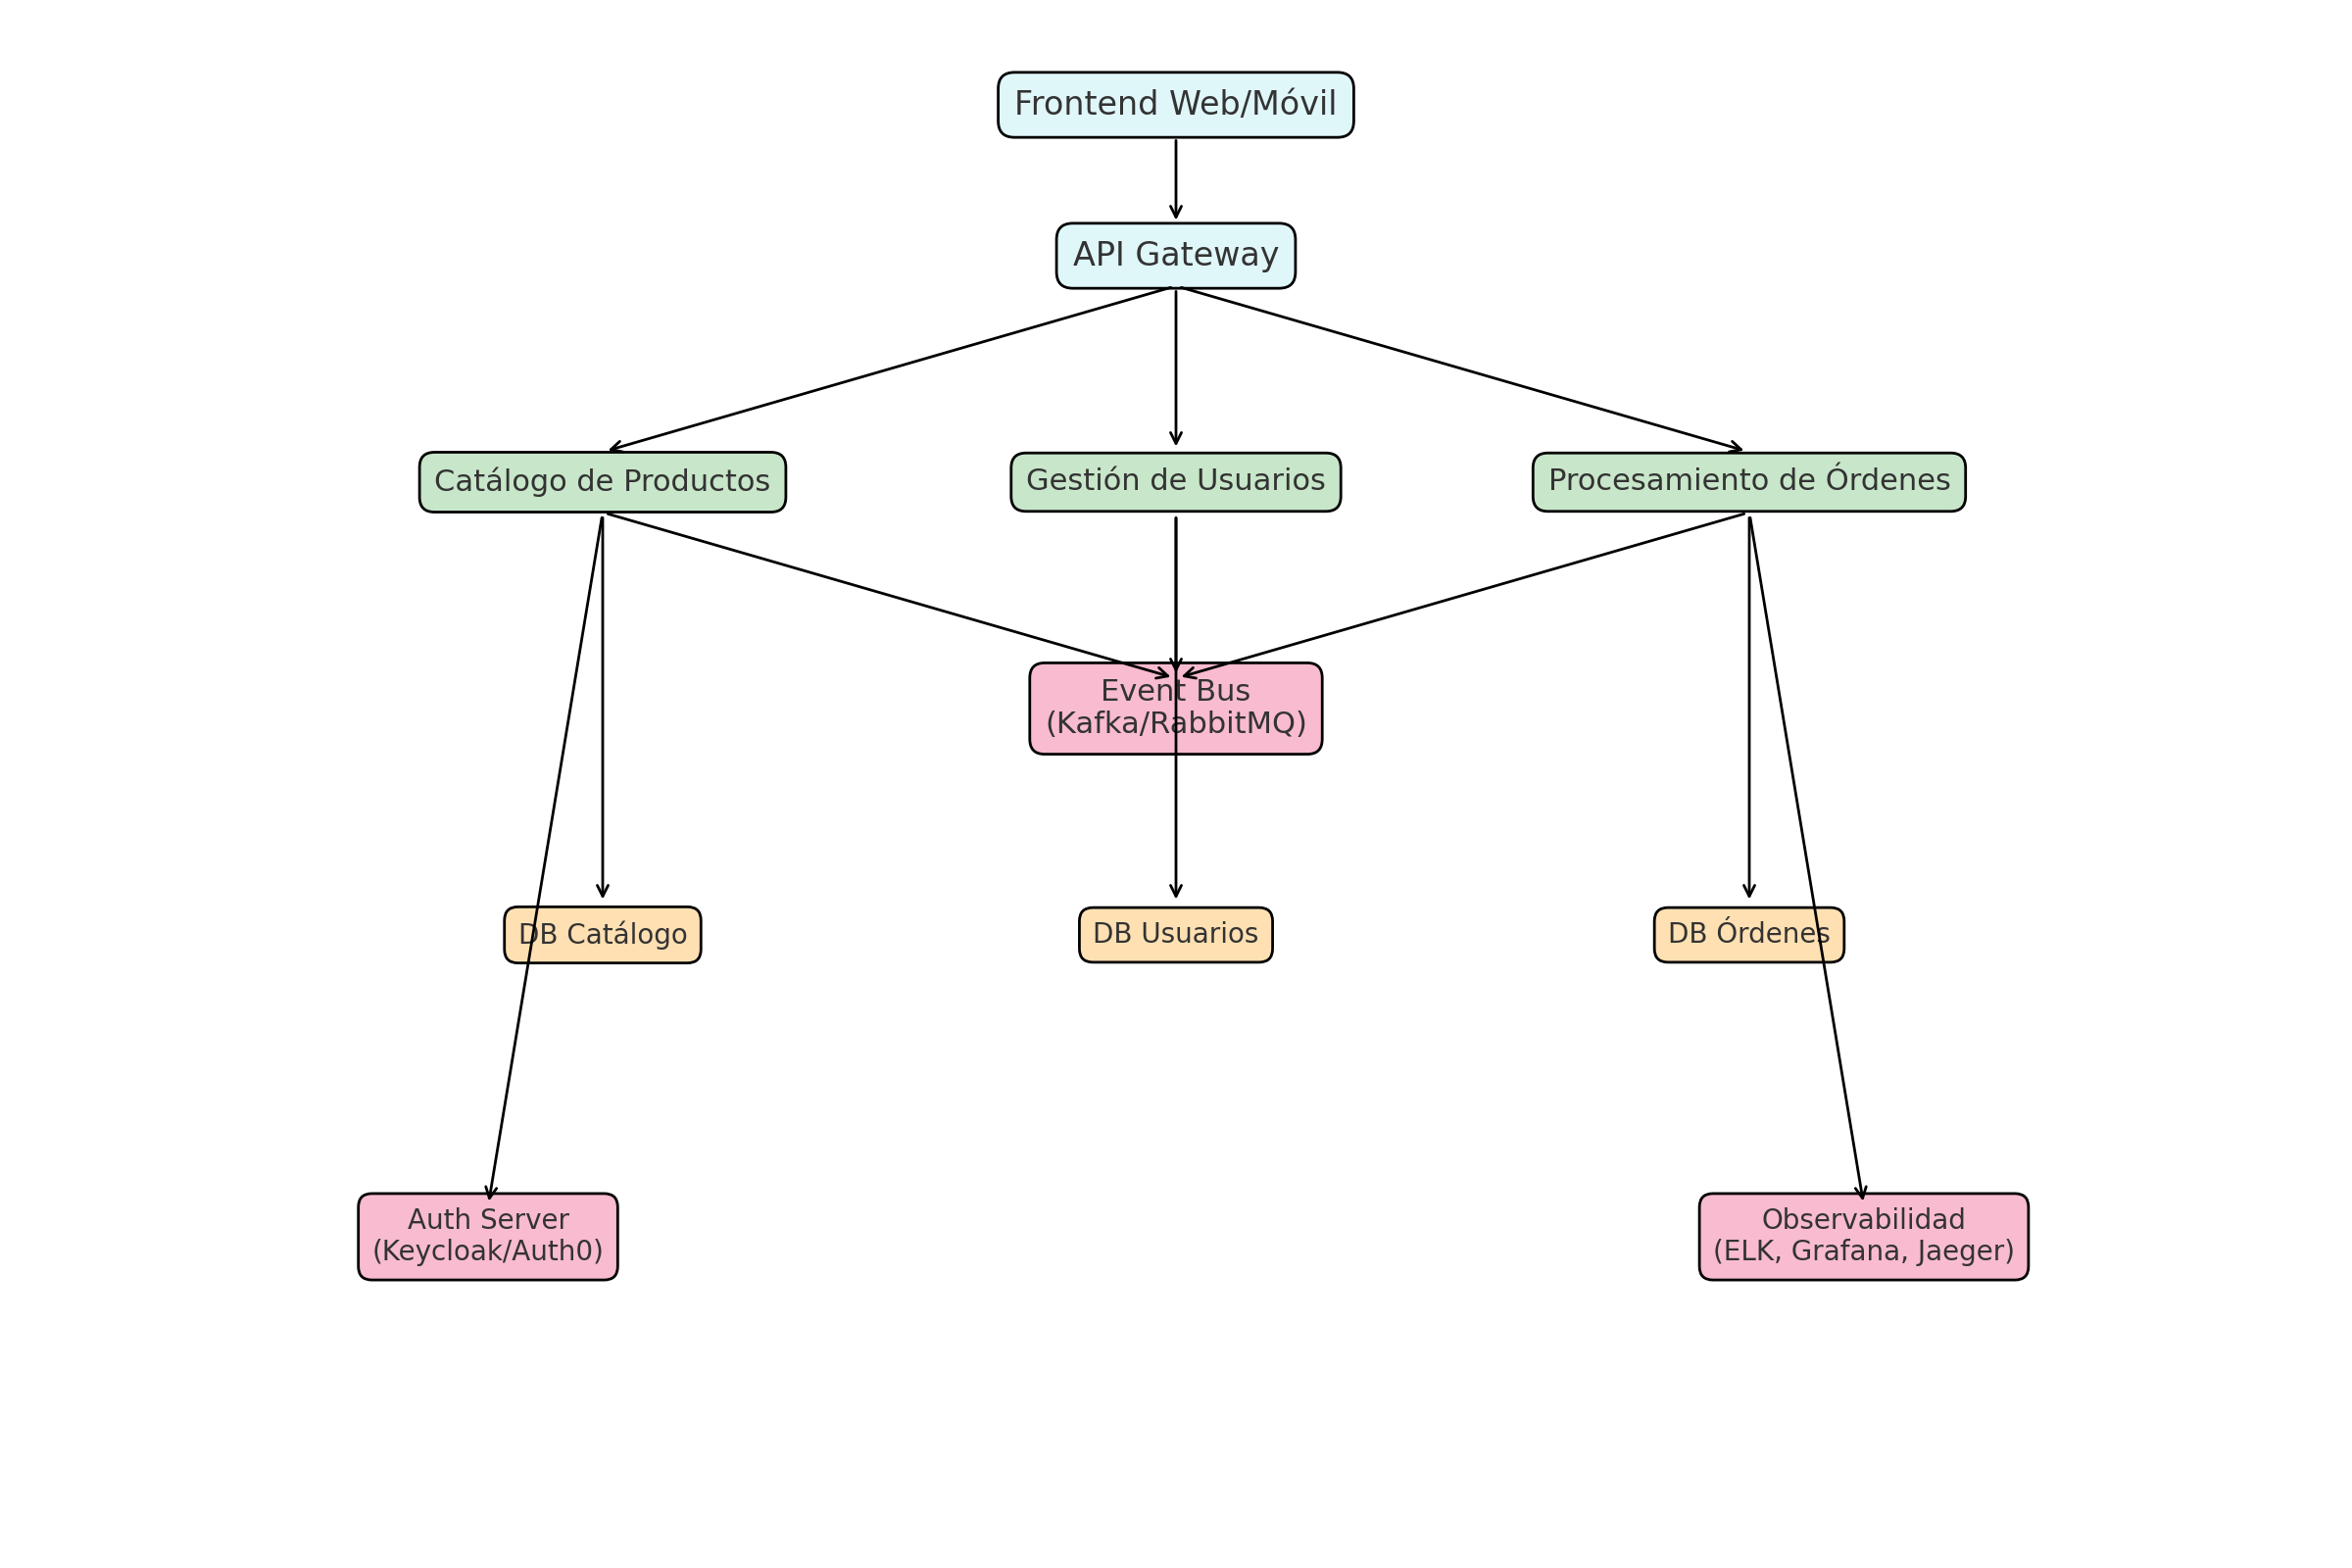 Frontend Web/Móvil
API Gateway
Catálogo de Productos
Gestión de Usuarios
Procesamiento de Órdenes
Event Bus
(Kafka/RabbitMQ)
DB Catálogo
DB Usuarios
DB Órdenes
Auth Server
(Keycloak/Auth0)
Observabilidad
(ELK, Grafana, Jaeger)